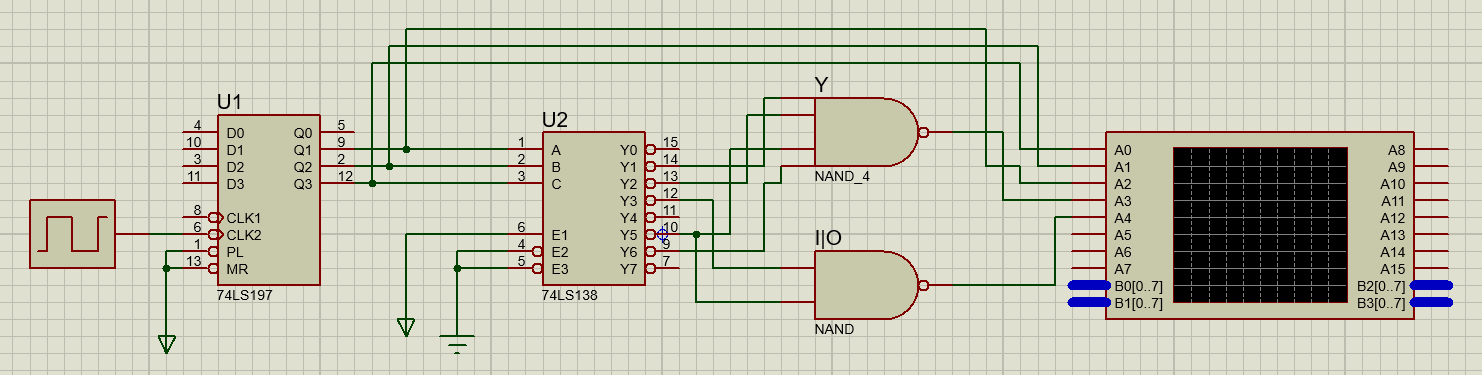 U1
4 D0 Q0 5
10 D1 Q1 9
3 D2 Q2 2
11 D3 Q3 12
8 CLK1
6 CLK2
1 PL
13 MR
74LS197
U2
1 A Y0 15
2 B Y1 14
3 C Y2 13
Y3 12
Y4 11
6 E1 Y5 10
4 E2 Y6 9
5 E3 Y7 7
74LS138
Y
NAND_4
I|O
NAND
A0 A8
A1 A9
A2 A10
A3 A11
A4 A12
A5 A13
A6 A14
A7 A15
B0[0..7] B2[0..7]
B1[0..7] B3[0..7]